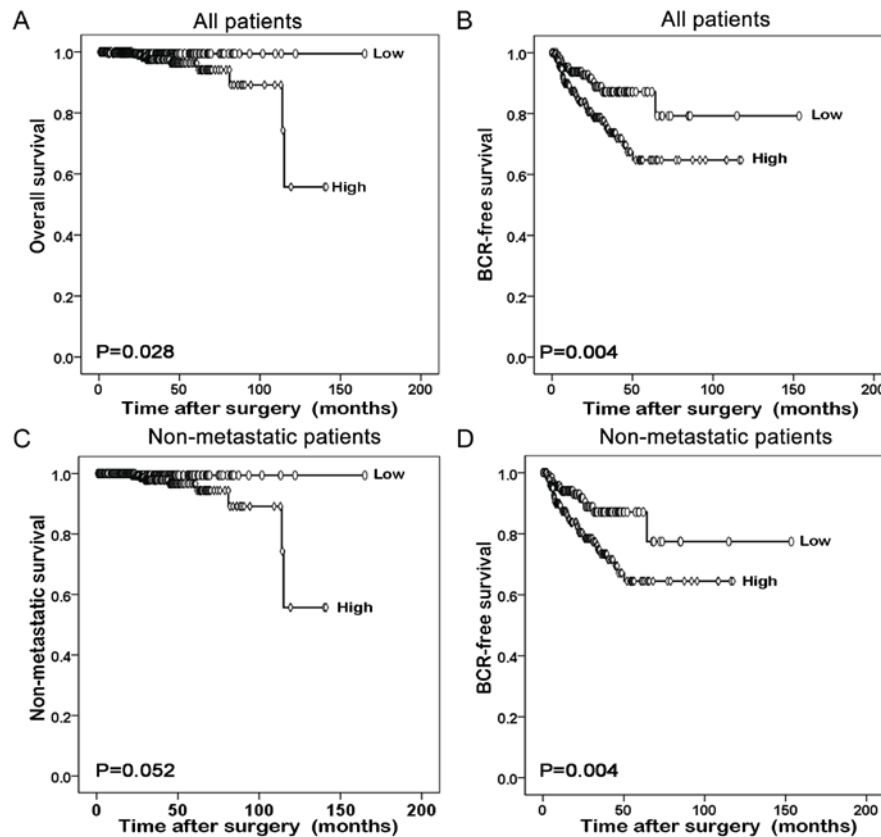 A
All patients
Overall survival
1.0
0.8
0.6
0.4
0.2
0.0
Low
High
P=0.028
0
50
100
150
200
Time after surgery (months)
B
All patients
BCR-free survival
1.0
0.8
0.6
0.4
0.2
0.0
Low
High
P=0.004
0
50
100
150
200
Time after surgery (months)
C
Non-metastatic patients
Non-metastatic survival
1.0
0.8
0.6
0.4
0.2
0.0
Low
High
P=0.052
0
50
100
150
200
Time after surgery (months)
D
Non-metastatic patients
BCR-free survival
1.0
0.8
0.6
0.4
0.2
0.0
Low
High
P=0.004
0
50
100
150
200
Time after surgery (months)